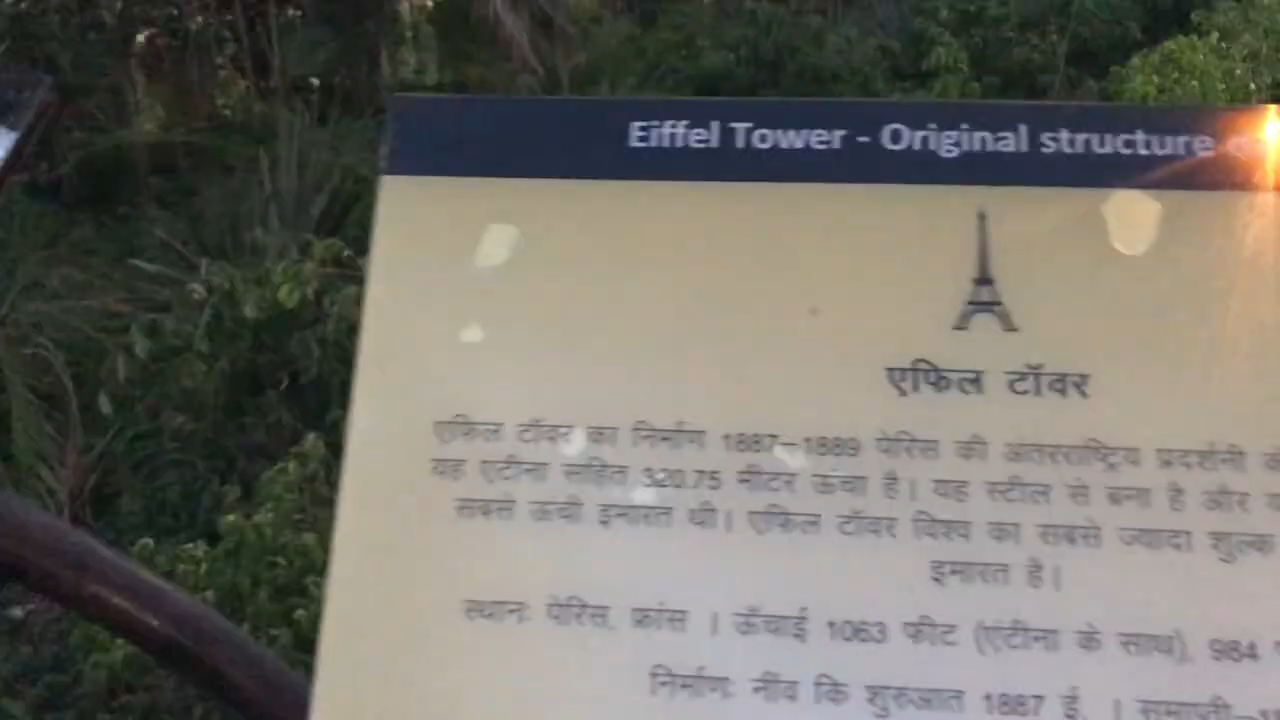 Eiffel Tower - Original structure
एफिल टॉवर
एफिल टॉवर का निर्माण 1887–1889 पेरिस की अंतरराष्ट्रिय प्रदर्शनी
यह एंटीना सहित 320.75 मीटर ऊंचा है। यह स्टील से बना है और
सबसे ऊंची इमारत थी। एफिल टॉवर विश्व का सबसे ज्यादा शुल्क
इमारत है।
स्थानः पेरिस, फ्रांस । ऊँचाई 1063 फीट (एंटीना के साथ), 984
निर्माणः नींव कि शुरुआत 1887 ई. । समाप्ती–